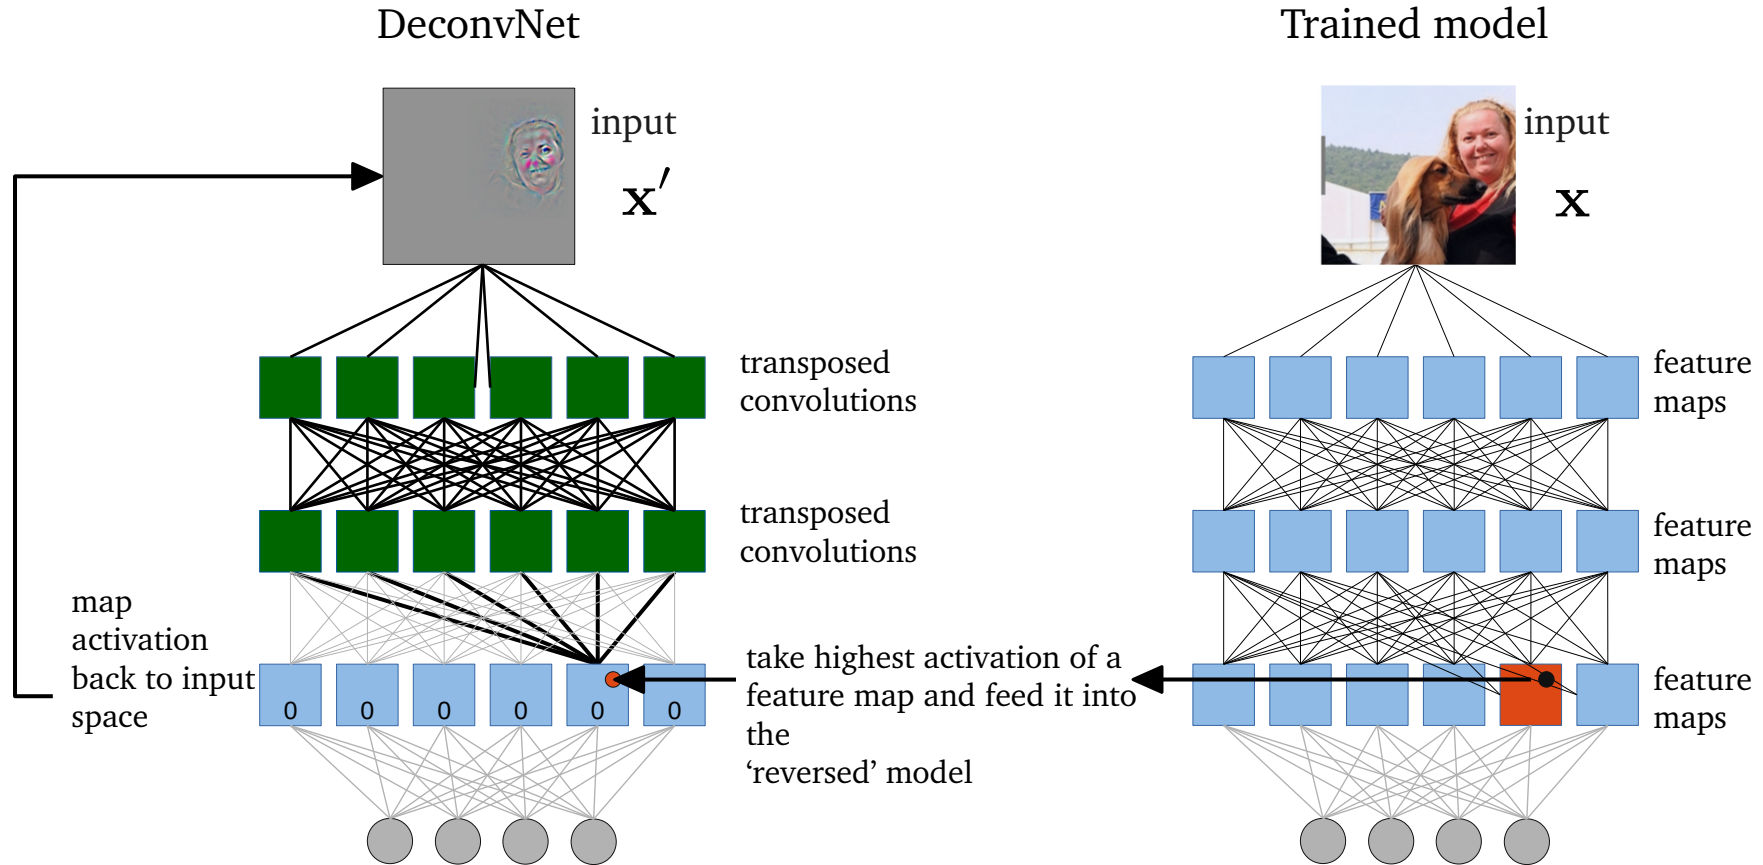 DeconvNet
Trained model
input
x′
input
x
transposed
convolutions
feature
maps
transposed
convolutions
feature
maps
map
activation
back to input
space
0 0 0 0 0 0
take highest activation of a
feature map and feed it into
the
‘reversed’ model
feature
maps